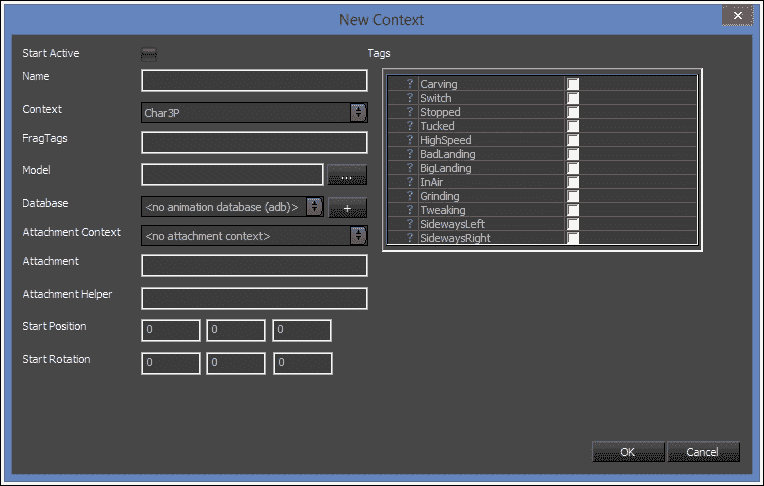 New Context
x
Start Active
Name
Context
Char3P
FragTags
Model
...
Database
<no animation database (adb)>
+
Attachment Context
<no attachment context>
Attachment
Attachment Helper
Start Position
0
0
0
Start Rotation
0
0
0
Tags
? Carving
? Switch
? Stopped
? Tucked
? HighSpeed
? BadLanding
? BigLanding
? InAir
? Grinding
? Tweaking
? SidewaysLeft
? SidewaysRight
OK
Cancel